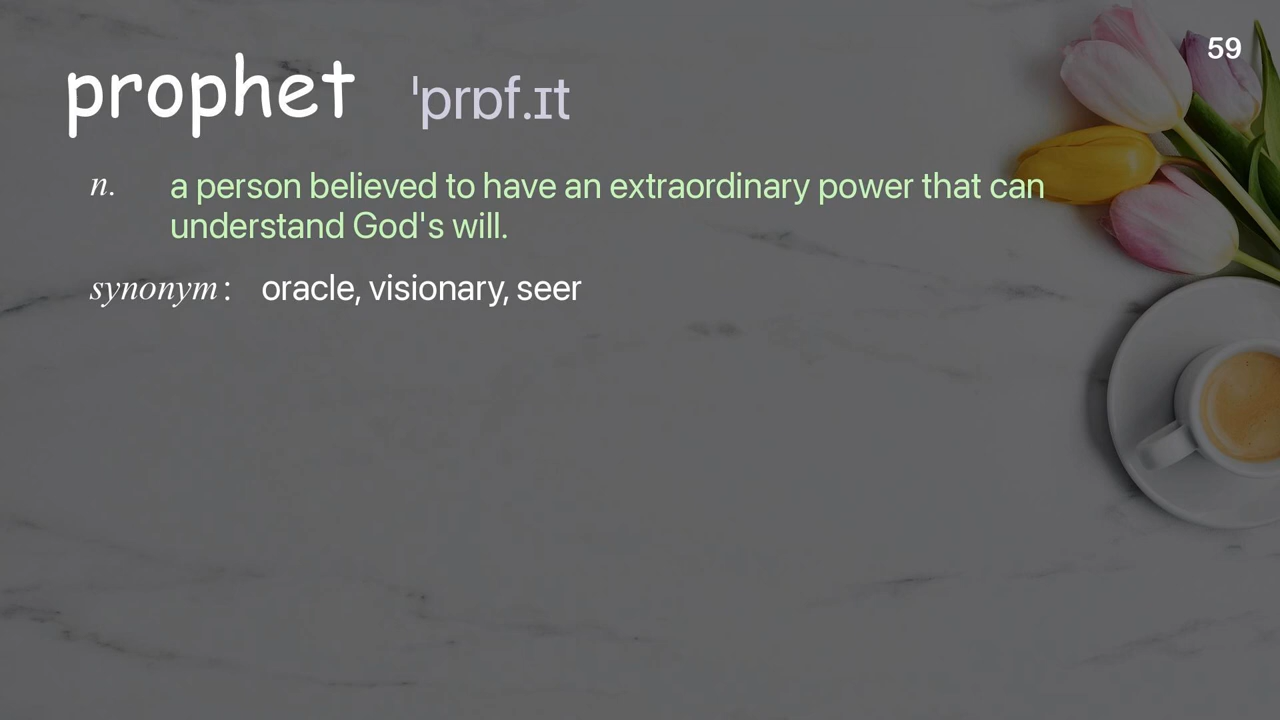 59
prophet ˈprɒf.ɪt
n. a person believed to have an extraordinary power that can
understand God's will.
synonym: oracle, visionary, seer